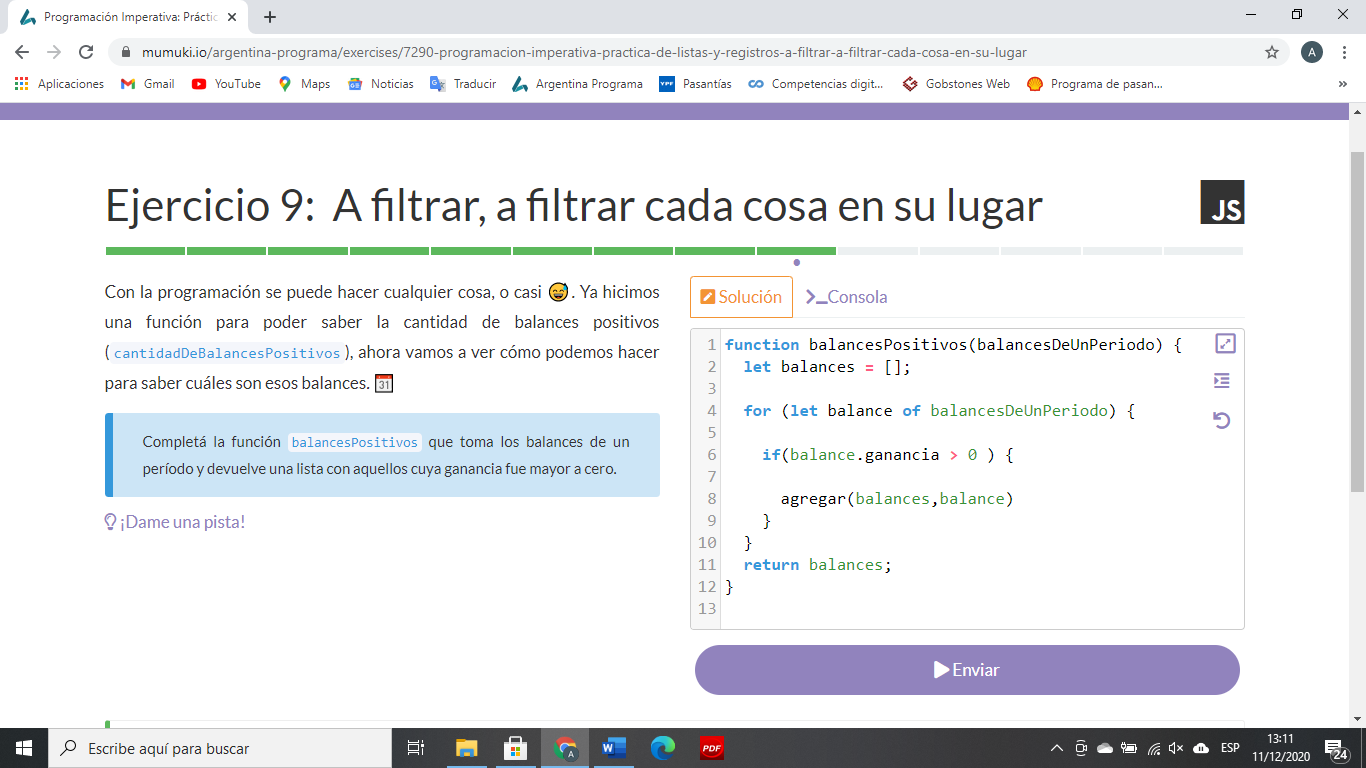 Programación Imperativa: Práctic
mumuki.io/argentina-programa/exercises/7290-programacion-imperativa-practica-de-listas-y-registros-a-filtrar-a-filtrar-cada-cosa-en-su-lugar
A
Aplicaciones Gmail YouTube Maps Noticias Traducir Argentina Programa YPF Pasantías Competencias digit... Gobstones Web Programa de pasan... »
Ejercicio 9: A filtrar, a filtrar cada cosa en su lugar
JS
Con la programación se puede hacer cualquier cosa, o casi 😅. Ya hicimos
una función para poder saber la cantidad de balances positivos
(cantidadDeBalancesPositivos), ahora vamos a ver cómo podemos hacer
para saber cuáles son esos balances. 📅
Completá la función balancesPositivos que toma los balances de un
período y devuelve una lista con aquellos cuya ganancia fue mayor a cero.
¡Dame una pista!
Solución Consola
1 function balancesPositivos(balancesDeUnPeriodo) {
2 let balances = [];
3
4 for (let balance of balancesDeUnPeriodo) {
5
6 if(balance.ganancia > 0 ) {
7
8 agregar(balances,balance)
9 }
10 }
11 return balances;
12 }
13
Enviar
Escribe aquí para buscar
A
W
PDF
ESP
13:11
11/12/2020
24